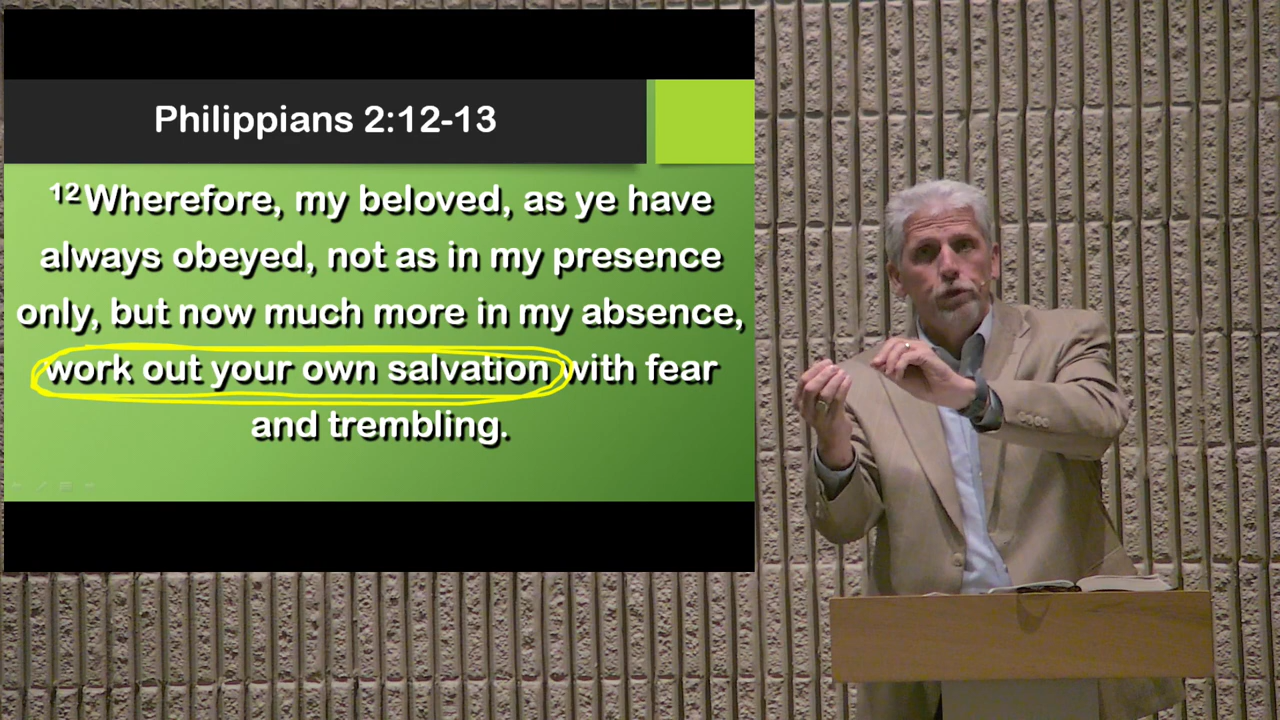 Philippians 2:12-13
¹²Wherefore, my beloved, as ye have
always obeyed, not as in my presence
only, but now much more in my absence,
work out your own salvation with fear
and trembling.